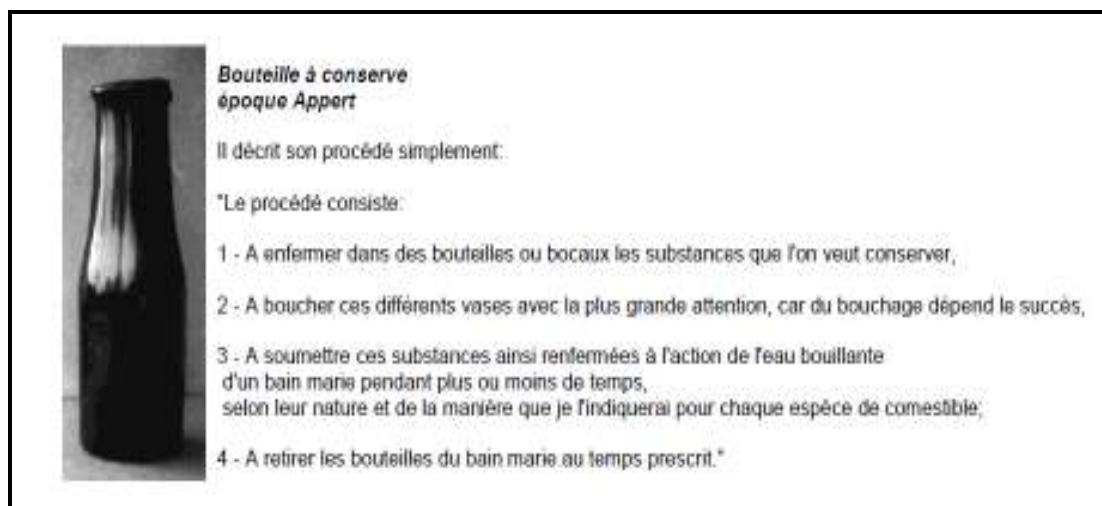 Bouteille à conserve
époque Appert
Il décrit son procédé simplement:
"Le procédé consiste:
1 - A enfermer dans des bouteilles ou bocaux les substances que l'on veut conserver,
2 - A boucher ces différents vases avec la plus grande attention, car du bouchage dépend le succès,
3 - A soumettre ces substances ainsi renfermées à l'action de l'eau bouillante
d'un bain marie pendant plus ou moins de temps,
selon leur nature et de la manière que je l'indiquerai pour chaque espèce de comestible;
4 - A retirer les bouteilles du bain marie au temps prescrit."